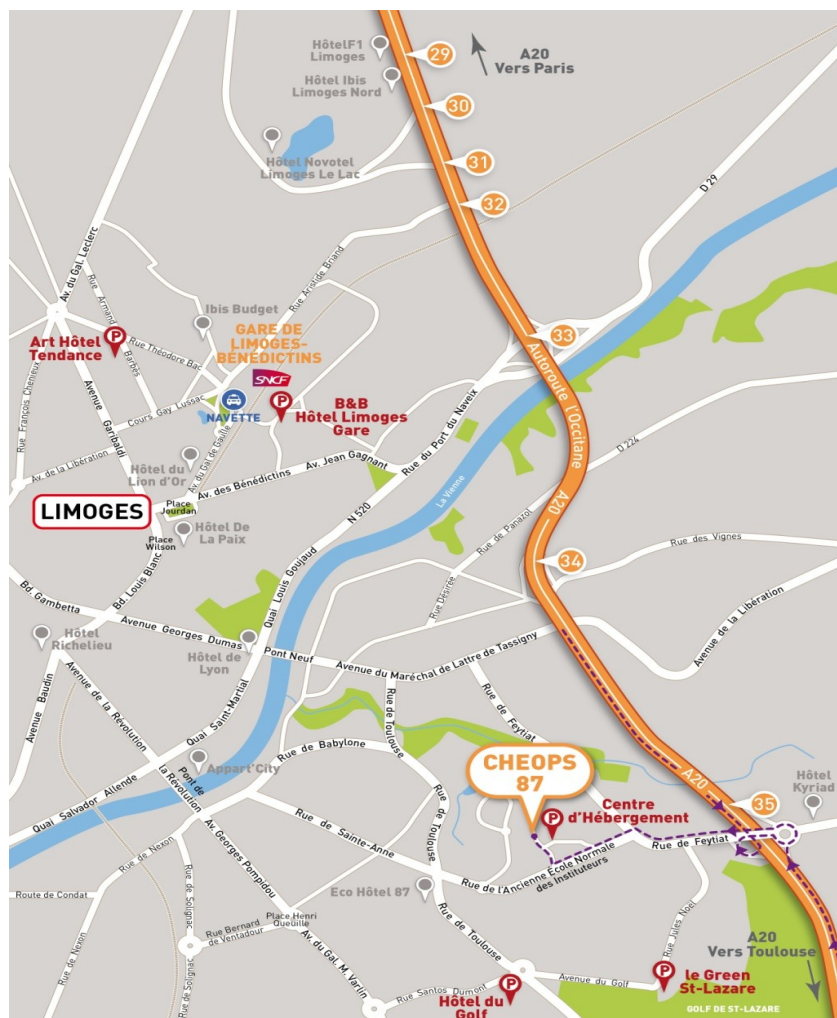 HôtelF1
Limoges
29
A20
Vers Paris
Hôtel Ibis
Limoges Nord
30
Hôtel Novotel
Limoges Le Lac
31
32
D 29
Av. du Gal. Leclerc
Rue Aristide Briand
Rue Armand Barbès
Ibis Budget
GARE DE
LIMOGES-
BÉNÉDICTINS
33
Art Hôtel
Tendance
Rue Théodore Bac
SNCF
Autoroute l'Occitane
Rue François Chenieux
Avenue Garibaldi
Cours Gay Lussac
NAVETTE
B&B
Hôtel Limoges
Gare
Rue du Port du Naveix
Av. du Gal de Gaulle
D 224
Av. de la Libération
Hôtel du
Lion d'Or
Av. Jean Gagnant
Av. des Bénédictins
La Vienne
A20
LIMOGES
Place
Jourdan
N 520
Hôtel De
La Paix
Place
Wilson
Rue de Panazol
Rue des Vignes
34
Bd. Louis Blanc
Quai Louis Goujaud
Rue Désirée
Bd. Gambetta
Avenue de la Libération
Avenue Georges Dumas
Hôtel
Richelieu
Hôtel de
Lyon
Pont Neuf
Avenue du Maréchal de Lattre de Tassigny
Avenue Baudin
Avenue de la Révolution
Quai Saint-Martial
Rue de Toulouse
Rue de Feytiat
Rue de Babylone
CHEOPS
87
A20
Appart'City
Pont de
la Révolution
Quai Salvador Allende
Centre
d'Hébergement
35
Hôtel
Kyriad
Rue de Nexon
Rue de Sainte-Anne
Rue de Toulouse
Rue de Feytiat
Av. Georges Pompidou
Rue de l'Ancienne École Normale
des Instituteurs
Route de Condat
Rue de Solignac
Eco Hôtel 87
Place Henri
Queuille
Rue Bernard
de Ventadour
Rue Jules Noël
Rue de Nexon
Rue de Toulouse
A20
Vers Toulouse
Av. du Gal. M. Varlin
Rue de Solignac
Rue Santos Dumont
Avenue du Golf
le Green
St-Lazare
Hôtel du
Golf
GOLF DE ST-LAZARE